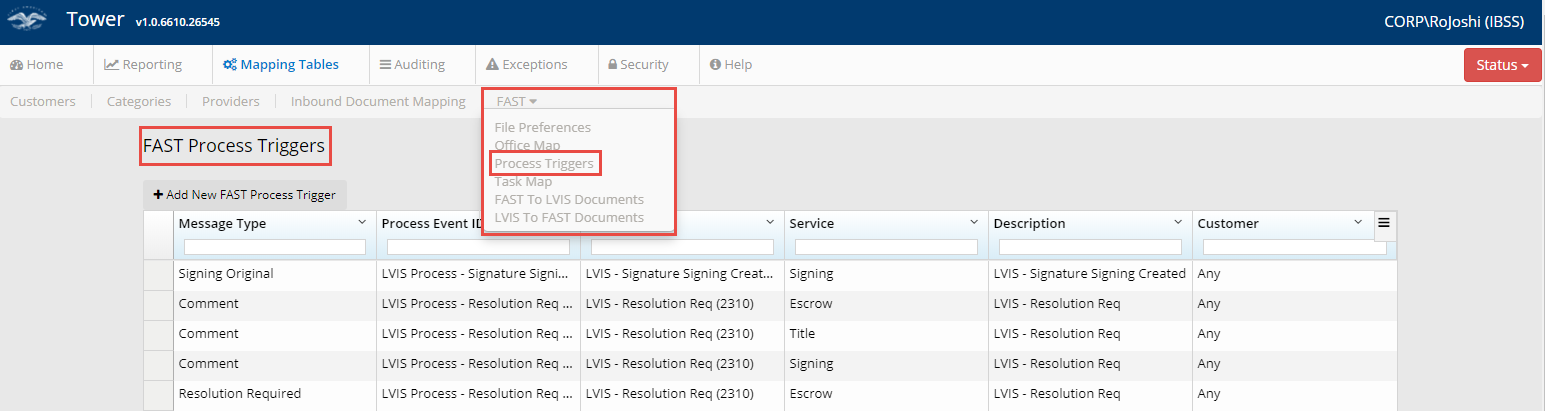 Tower v1.0.6610.26545 CORP\RoJoshi (IBSS)
Home Reporting Mapping Tables Auditing Exceptions Security Help Status
Customers Categories Providers Inbound Document Mapping FAST
File Preferences
Office Map
FAST Process Triggers
Process Triggers
Task Map
Add New FAST Process Trigger
FAST To LVIS Documents
LVIS To FAST Documents
Message Type Process Event ID Service Description Customer
Signing Original LVIS Process - Signature Signi... LVIS - Signature Signing Creat... Signing LVIS - Signature Signing Created Any
Comment LVIS Process - Resolution Req ... LVIS - Resolution Req (2310) Escrow LVIS - Resolution Req Any
Comment LVIS Process - Resolution Req ... LVIS - Resolution Req (2310) Title LVIS - Resolution Req Any
Comment LVIS Process - Resolution Req ... LVIS - Resolution Req (2310) Signing LVIS - Resolution Req Any
Resolution Required LVIS Process - Resolution Req ... LVIS - Resolution Req (2310) Escrow LVIS - Resolution Req Any